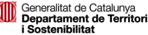 Generalitat de Catalunya
Departament de Territori
i Sostenibilitat